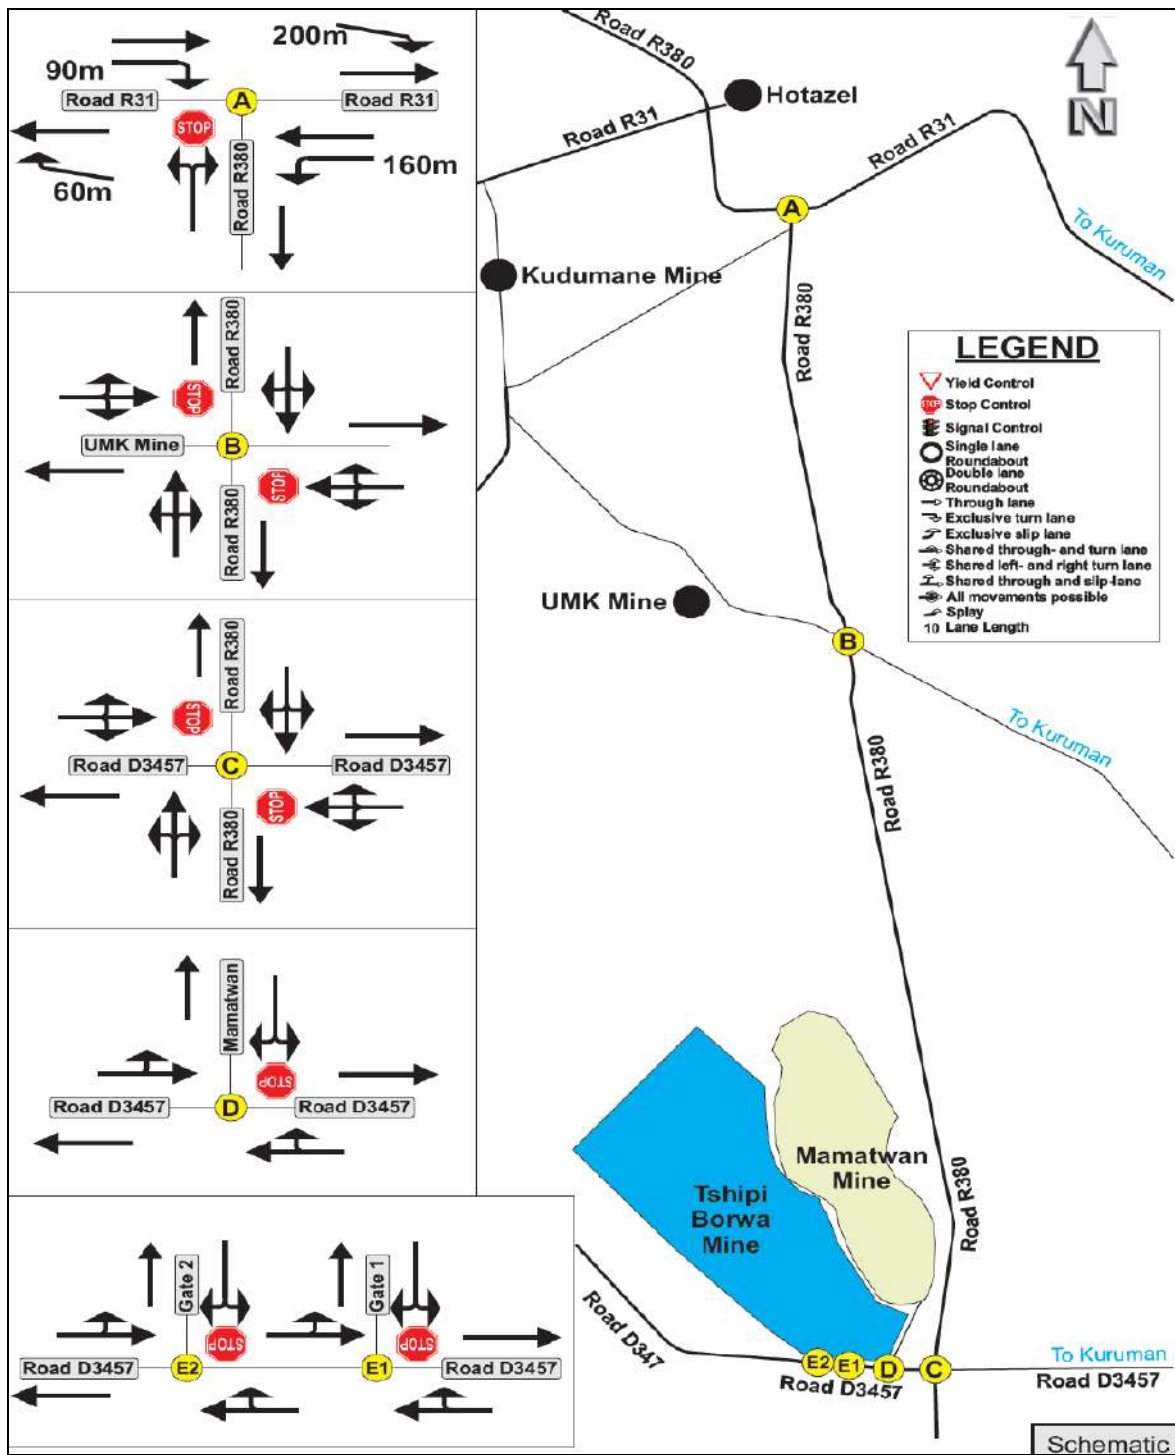 200m
90m
Road R31
A
Road R31
STOP
60m
160m
Road R380
Road R380
STOP
UMK Mine
B
Road R380
STOP
Road R380
STOP
Road D3457
C
Road D3457
Road R380
STOP
Mamatwan
STOP
Road D3457
D
Road D3457
Gate 2
STOP
Gate 1
STOP
Road D3457
E2
E1
Road D3457
Road R380
Hotazel
Road R31
Road R31
N
A
To Kuruman
Kudumane Mine
Road R380
LEGEND
Yield Control
STOP Stop Control
Signal Control
Single lane
Roundabout
Double lane
Roundabout
Through lane
Exclusive turn lane
Exclusive slip lane
Shared through- and turn lane
Shared left- and right turn lane
Shared through and slip-lane
All movements possible
Splay
10 Lane Length
UMK Mine
B
To Kuruman
Road R380
Mamatwan
Mine
Tshipi
Borwa
Mine
Road R380
Road D347
E2
E1
D
C
To Kuruman
Road D3457
Road D3457
Schematic